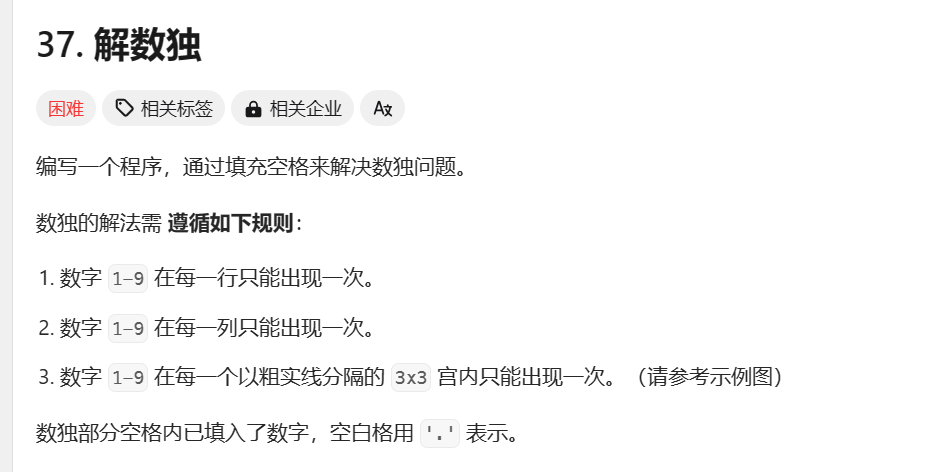 37. 解数独
困难 相关标签 相关企业 A文
编写一个程序，通过填充空格来解决数独问题。
数独的解法需 遵循如下规则：
1. 数字 1-9 在每一行只能出现一次。
2. 数字 1-9 在每一列只能出现一次。
3. 数字 1-9 在每一个以粗实线分隔的 3x3 宫内只能出现一次。（请参考示例图）
数独部分空格内已填入了数字，空白格用 '.' 表示。